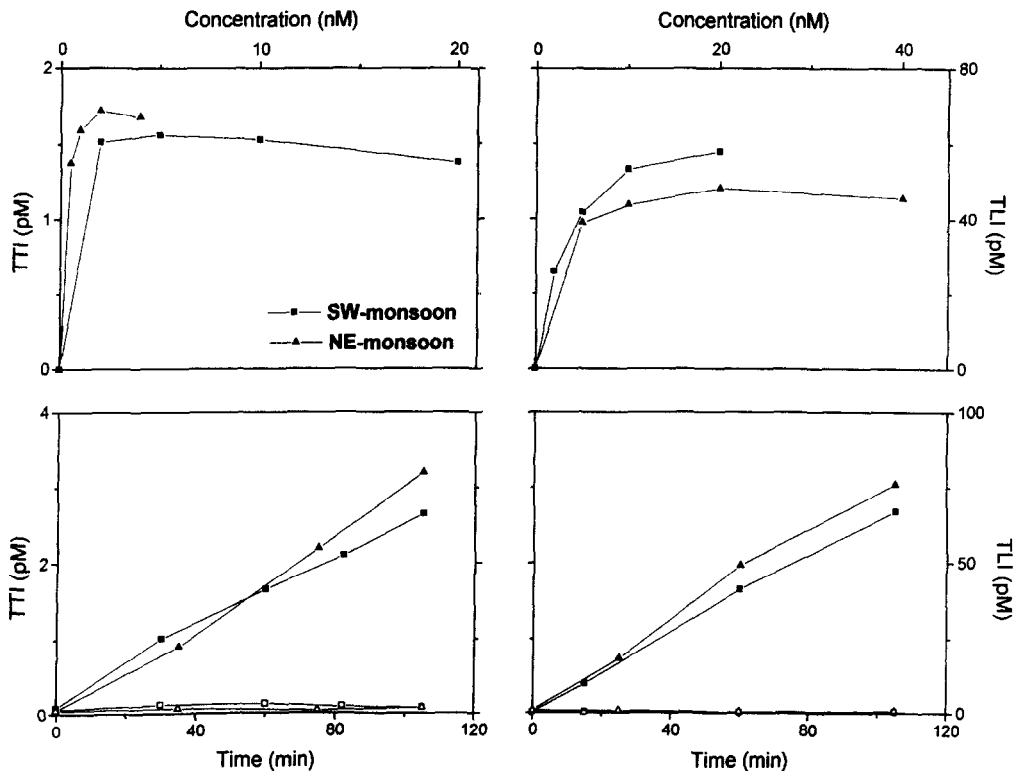 Concentration (nM)
0 10 20
Concentration (nM)
0 20 40
2
1
0
TTI (pM)
SW-monsoon
NE-monsoon
80
40
0
TLI (pM)
4
2
0
TTI (pM)
0 40 80 120
Time (min)
100
50
0
TLI (pM)
0 40 80 120
Time (min)